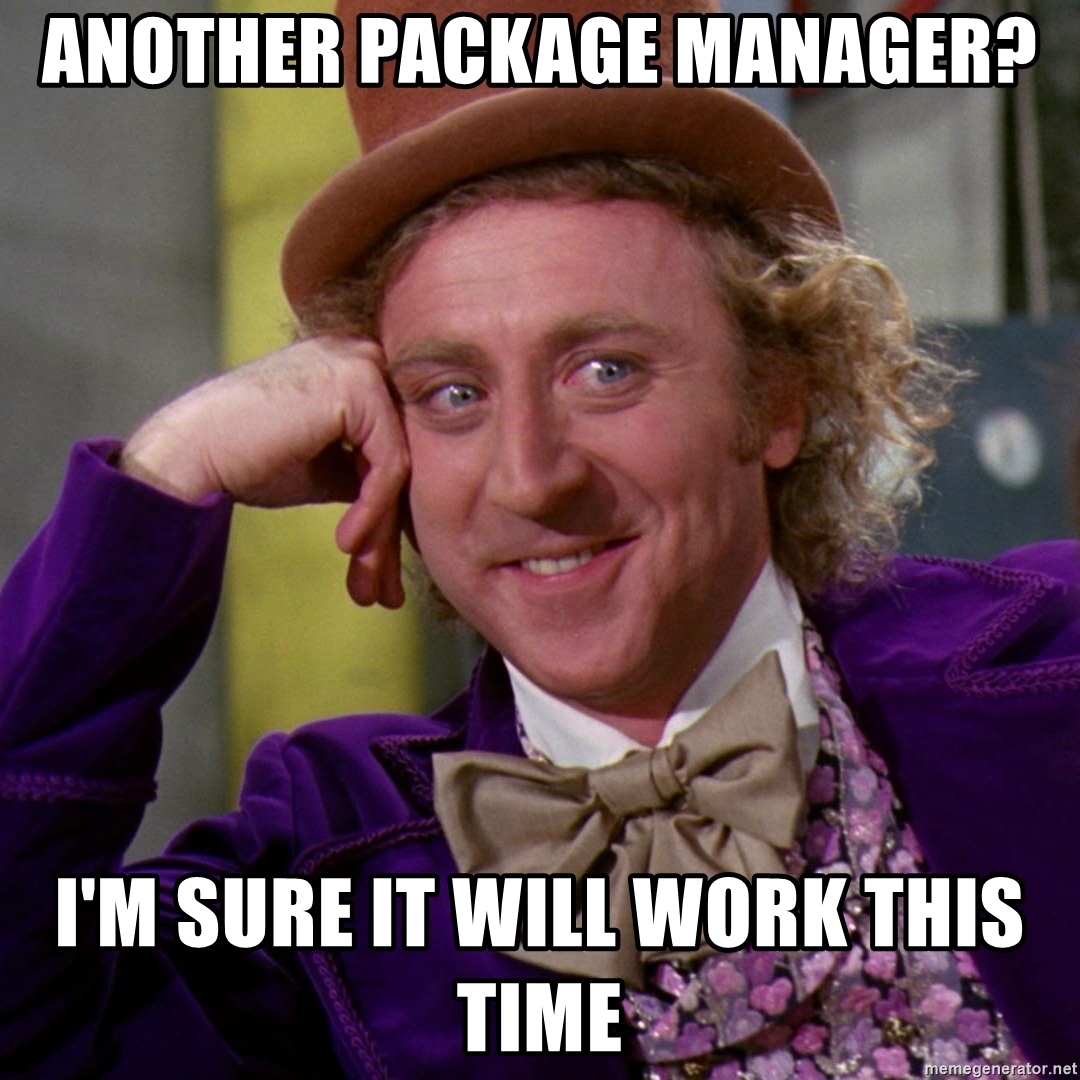 ANOTHER PACKAGE MANAGER?
I'M SURE IT WILL WORK THIS
TIME
memegenerator.net